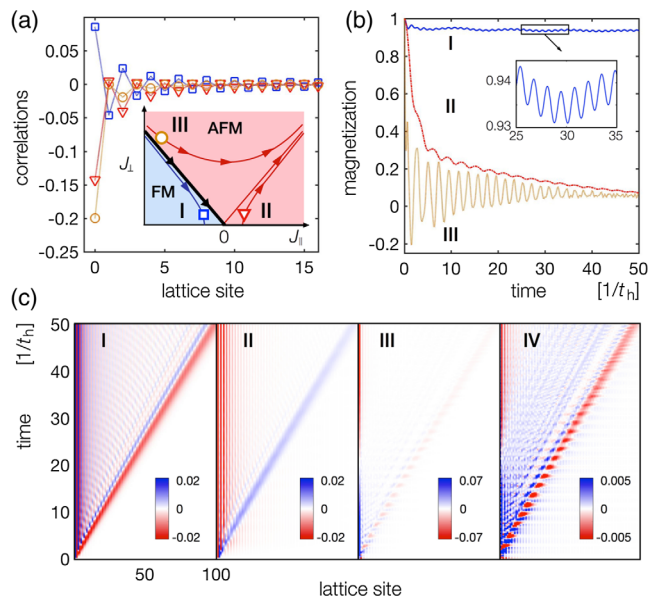 (a)
correlations
0.05
0
-0.05
-0.1
-0.15
-0.2
-0.25
0 5 10 15
lattice site
III AFM
J⊥
FM
I II
0 J∥
(b)
magnetization
1
0.8
0.6
0.4
0.2
0
-0.2
I
II
III
0.94
0.93
25 30 35
0 10 20 30 40 50
time [1/t_h]
(c)
[1/t_h]
time
50
40
30
20
10
0
I II III IV
0.02 0.02 0.07 0.005
0 0 0 0
-0.02 -0.02 -0.07 -0.005
50 100
lattice site